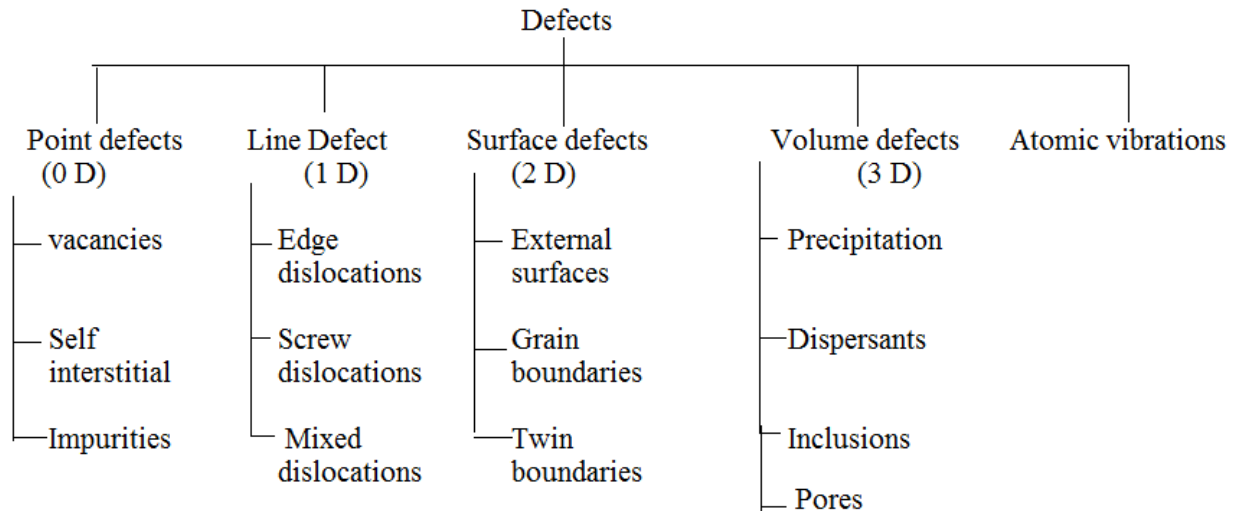 Defects
Point defects
(0 D)
vacancies
Self
interstitial
Impurities
Line Defect
(1 D)
Edge
dislocations
Screw
dislocations
Mixed
dislocations
Surface defects
(2 D)
External
surfaces
Grain
boundaries
Twin
boundaries
Volume defects
(3 D)
Precipitation
Dispersants
Inclusions
Pores
Atomic vibrations